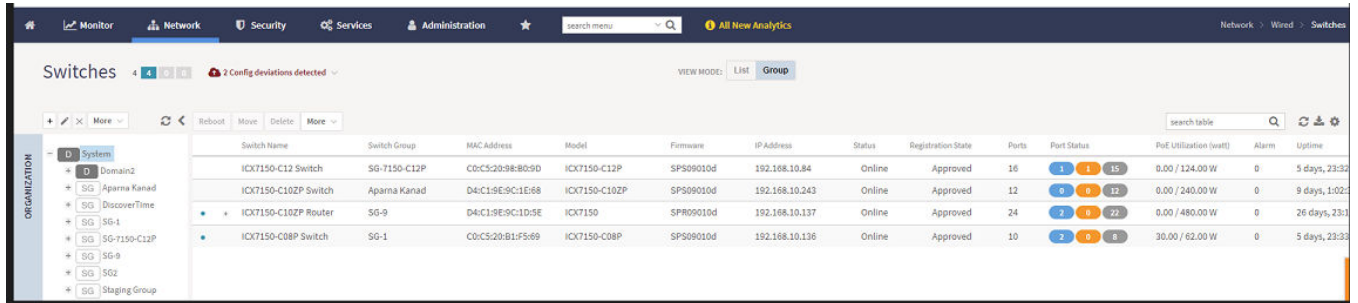 Monitor Network Security Services Administration search menu All New Analytics Network > Wired > Switches
Switches 4 4 0 0 2 Config deviations detected VIEW MODE: List Group
+ More Reboot Move Delete More search table
ORGANIZATION
Switch Name Switch Group MAC Address Model Firmware IP Address Status Registration State Ports Port Status PoE Utilization (watt) Alarm Uptime
D System
ICX7150-C12 Switch SG-7150-C12P C0:C5:20:98:B0:9D ICX7150-C12P SPS09010d 192.168.10.84 Online Approved 16 1 1 15 0.00 / 124.00 W 0 5 days, 23:32
D Domain2
SG Aparna Kanad
ICX7150-C10ZP Switch Aparna Kanad D4:C1:9E:9C:1E:68 ICX7150-C10ZP SPS09010d 192.168.10.243 Online Approved 12 0 0 12 0.00 / 240.00 W 0 9 days, 1:02:
SG DiscoverTime
ICX7150-C10ZP Router SG-9 D4:C1:9E:9C:1D:5E ICX7150 SPR09010d 192.168.10.137 Online Approved 24 2 0 22 0.00 / 480.00 W 0 26 days, 23:1
SG SG-1
SG SG-7150-C12P
ICX7150-C08P Switch SG-1 C0:C5:20:B1:F5:69 ICX7150-C08P SPS09010d 192.168.10.136 Online Approved 10 2 0 8 30.00 / 62.00 W 0 5 days, 23:33
SG SG-9
SG SG2
SG Staging Group